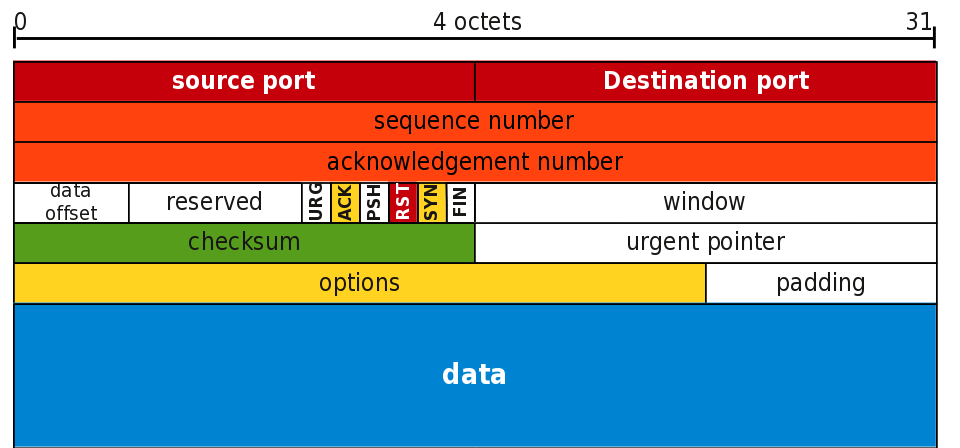 0 4 octets 31
source port Destination port
sequence number
acknowledgement number
data offset reserved URG ACK PSH RST SYN FIN window
checksum urgent pointer
options padding
data